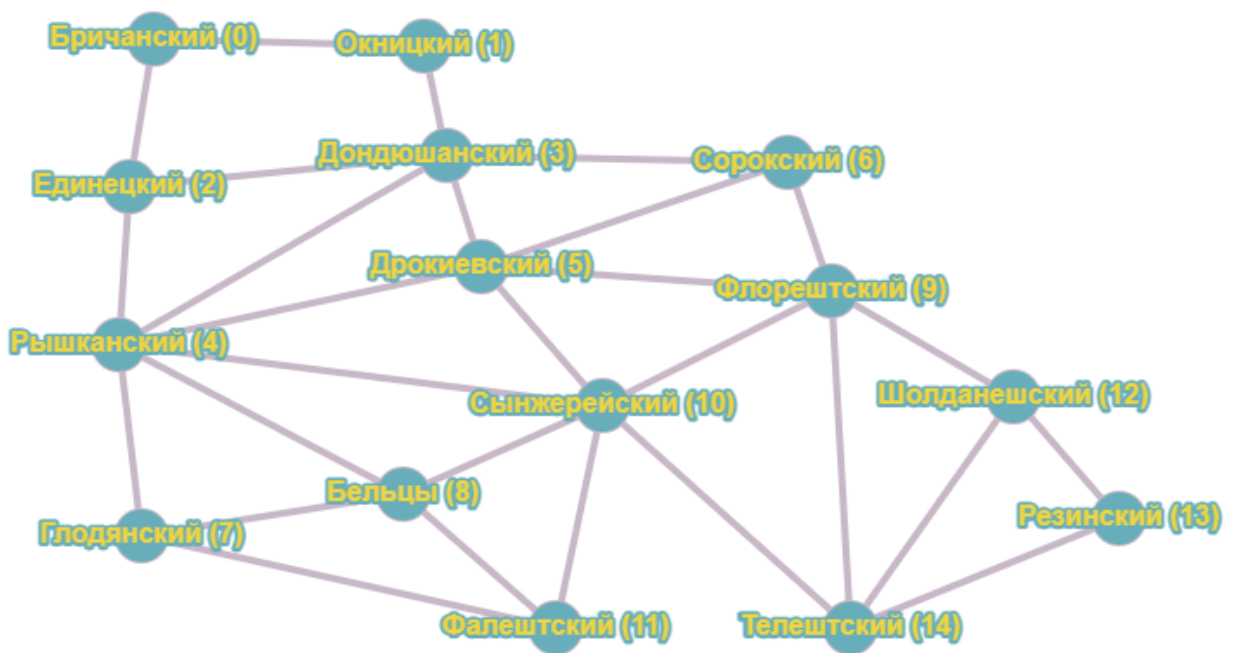 Бричанский (0)
Окницкий (1)
Дондюшанский (3)
Сорокский (6)
Единецкий (2)
Дрокиевский (5)
Флорештский (9)
Рышканский (4)
Сынжерейский (10)
Шолданешский (12)
Бельцы (8)
Резинский (13)
Глодянский (7)
Фалештский (11)
Телештский (14)